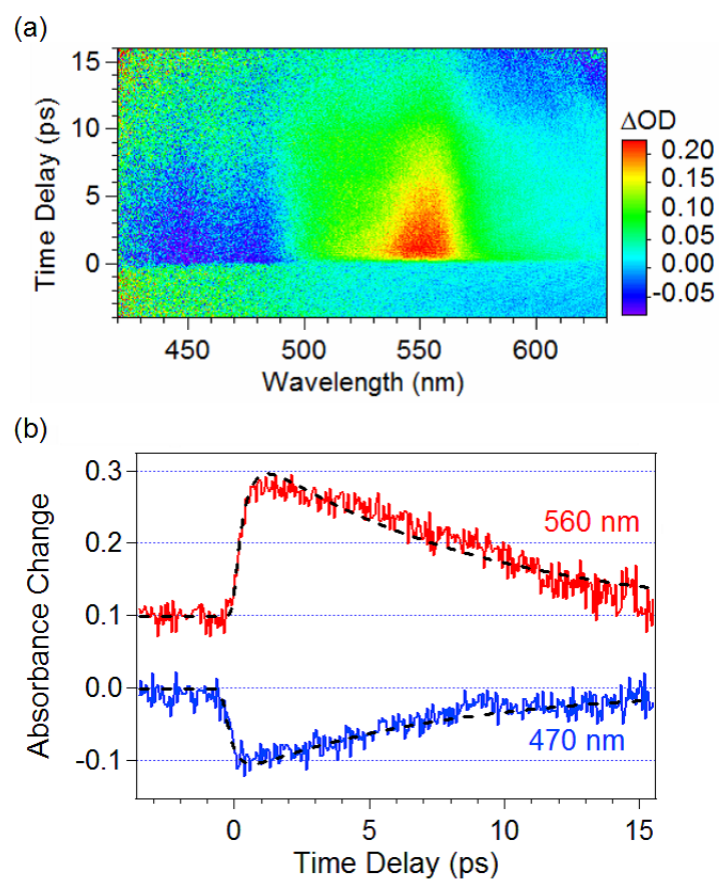 (a)
15
10
5
0
Time Delay (ps)
450 500 550 600
Wavelength (nm)
ΔOD
0.20
0.15
0.10
0.05
0.00
-0.05
(b)
0.3
0.2
0.1
0.0
-0.1
Absorbance Change
560 nm
470 nm
0 5 10 15
Time Delay (ps)